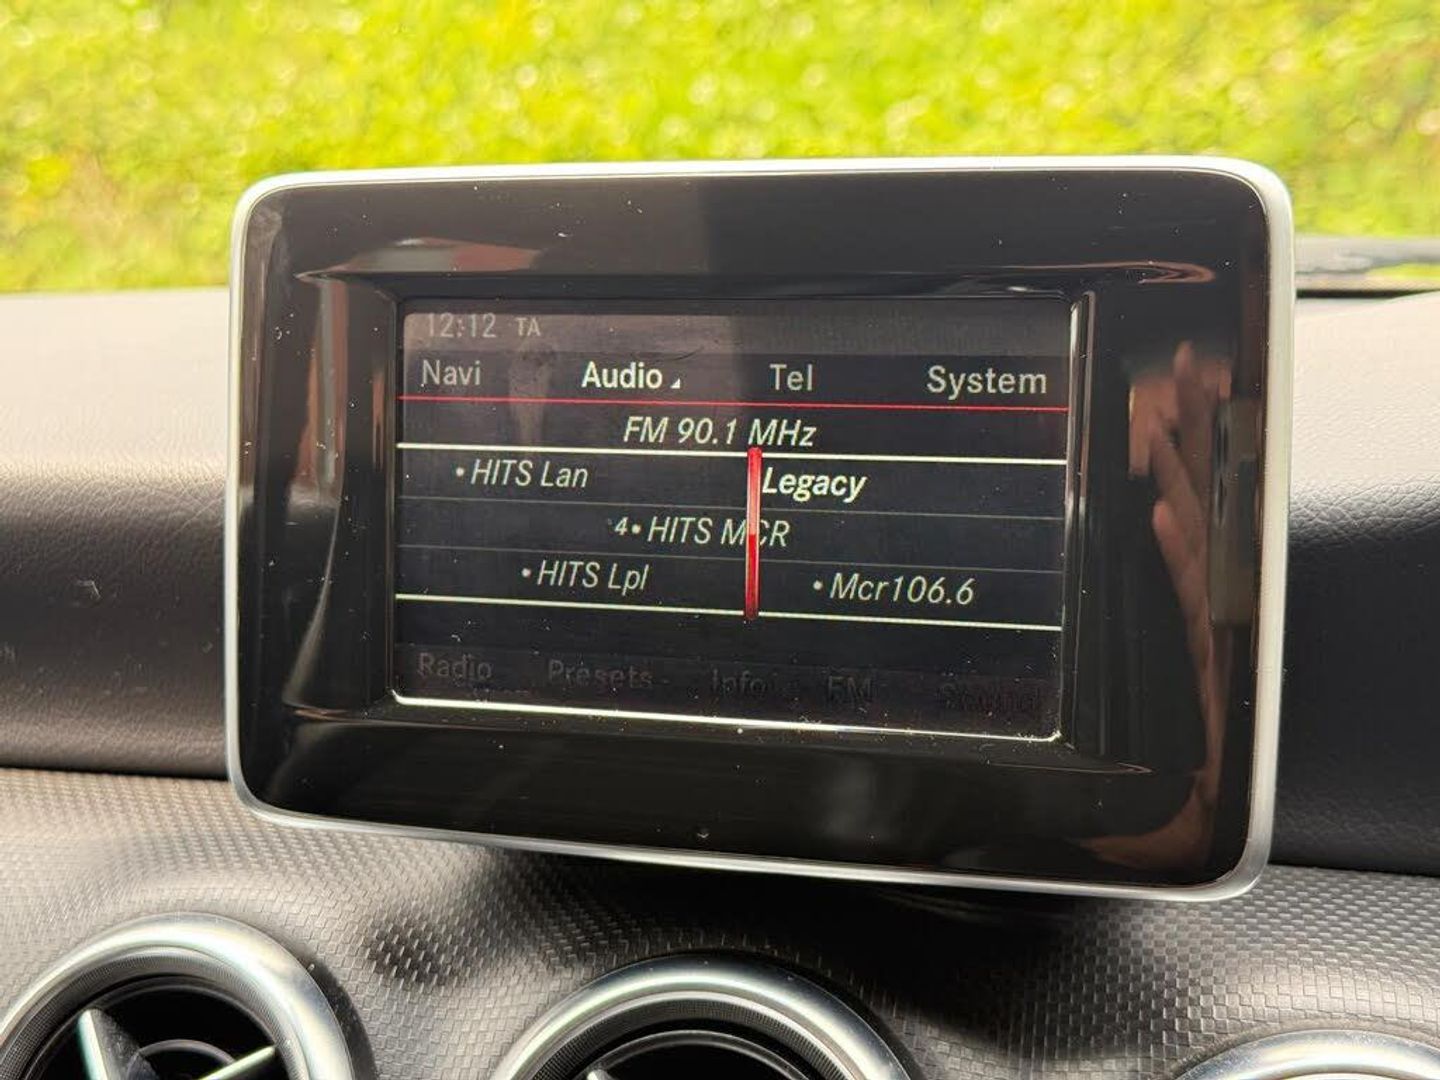 12:12 TA
Navi Audio Tel System
FM 90.1 MHz
• HITS Lan Legacy
4• HITS MCR
• HITS Lpl • Mcr106.6
Radio Presets Info FM Sound